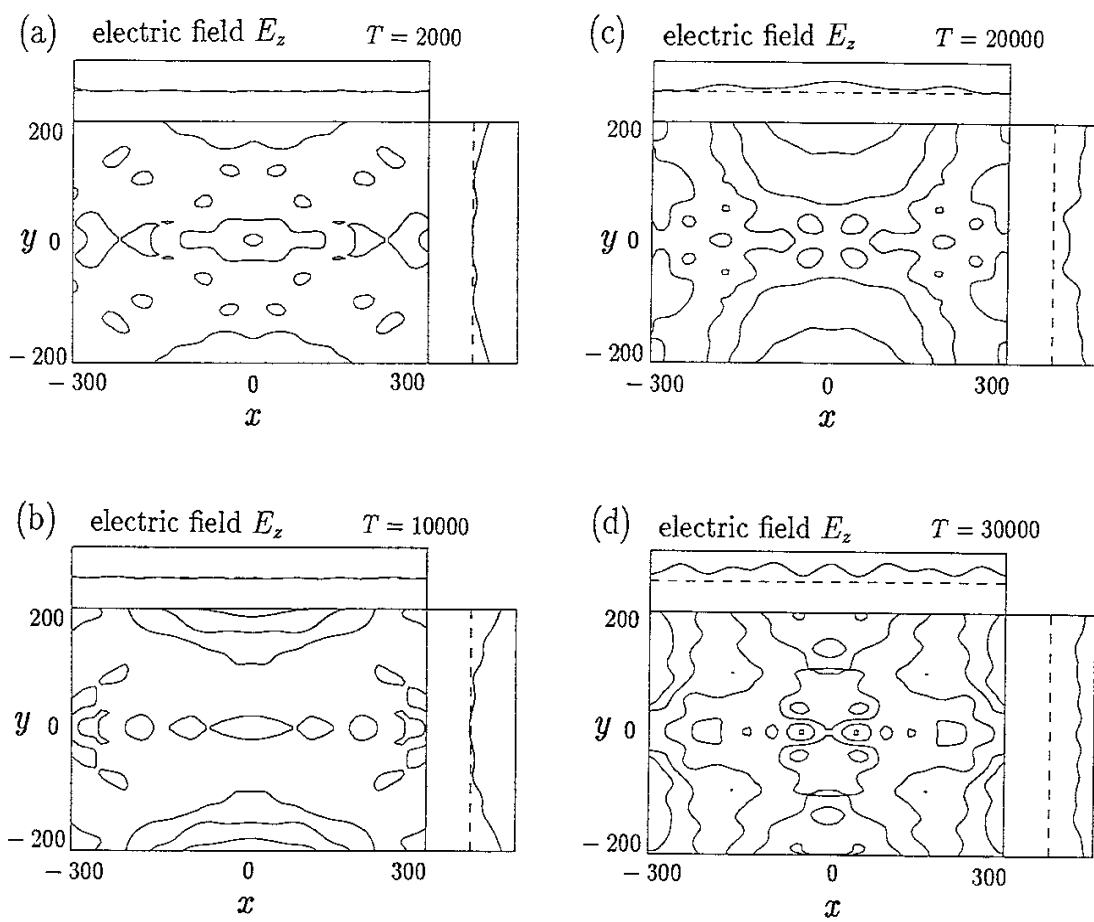 (a) electric field E_z T = 2000
200
y 0
− 200
− 300 0 300
x
(b) electric field E_z T = 10000
200
y 0
− 200
− 300 0 300
x
(c) electric field E_z T = 20000
200
y 0
− 200
− 300 0 300
x
(d) electric field E_z T = 30000
200
y 0
− 200
− 300 0 300
x